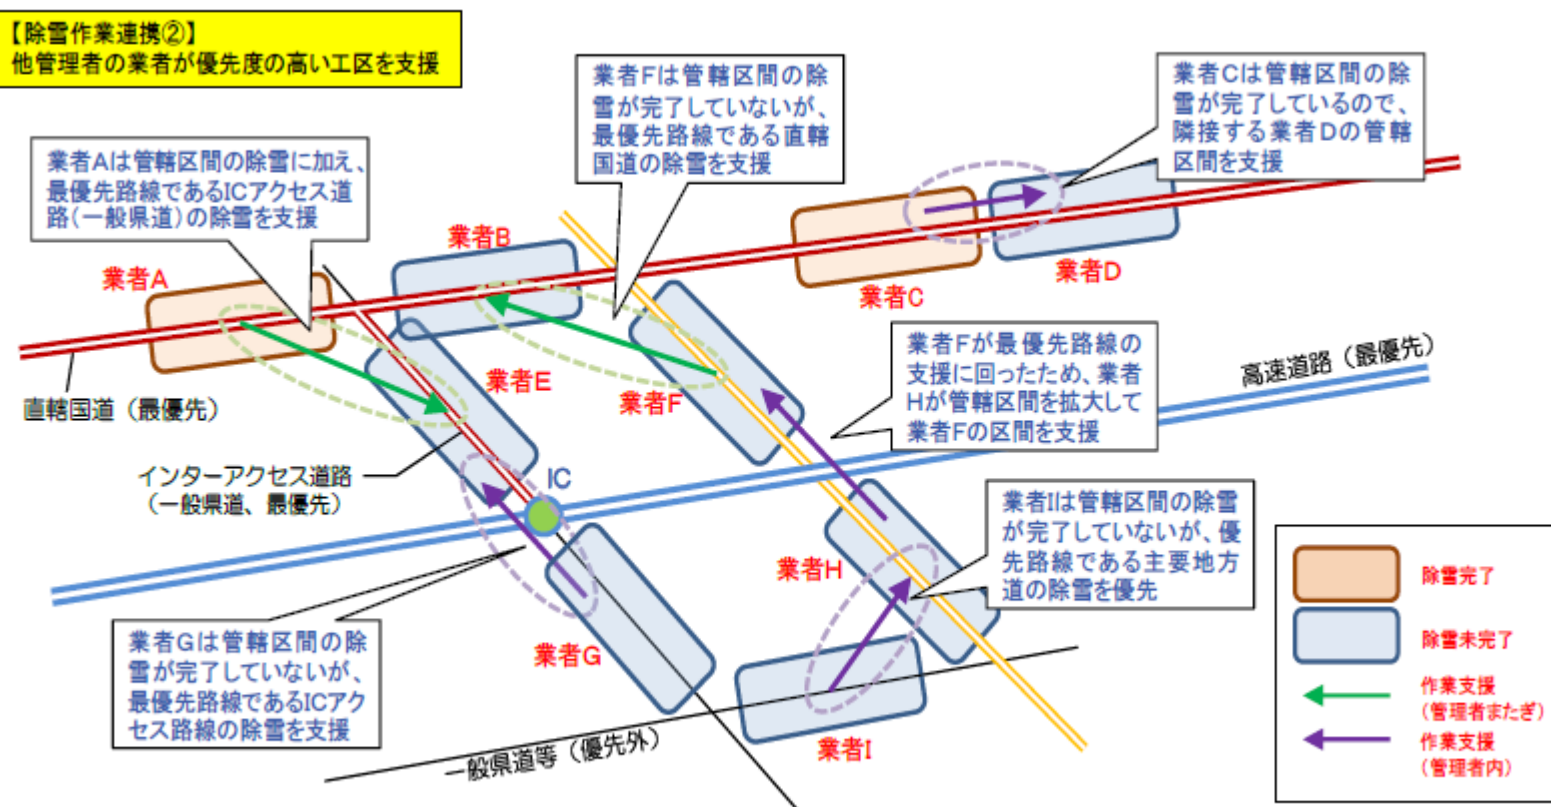 【除雪作業連携②】
他管理者の業者が優先度の高い工区を支援
業者Aは管轄区間の除雪に加え、
最優先路線であるICアクセス道
路(一般県道)の除雪を支援
業者Fは管轄区間の除
雪が完了していないが、
最優先路線である直轄
国道の除雪を支援
業者Cは管轄区間の除
雪が完了しているので、
隣接する業者Dの管轄
区間を支援
業者A
業者B
業者C
業者D
業者E
業者F
直轄国道（最優先）
インターアクセス道路
（一般県道、最優先）
IC
業者Fが最優先路線の
支援に回ったため、業者
Hが管轄区間を拡大して
業者Fの区間を支援
高速道路（最優先）
業者Iは管轄区間の除雪
が完了していないが、優
先路線である主要地方
道の除雪を優先
業者H
業者G
業者I
業者Gは管轄区間の除
雪が完了していないが、
最優先路線であるICアク
セス路線の除雪を支援
一般県道等（優先外）
除雪完了
除雪未完了
作業支援
(管理者またぎ)
作業支援
(管理者内)